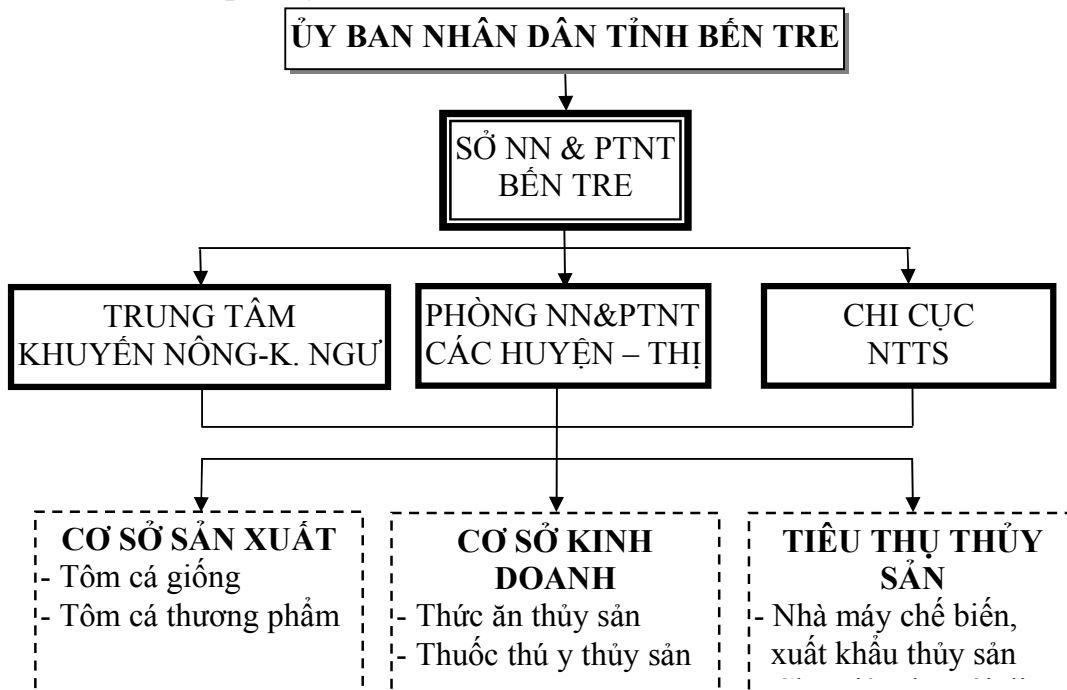 ỦY BAN NHÂN DÂN TỈNH BẾN TRE
SỞ NN & PTNT
BẾN TRE
TRUNG TÂM
KHUYẾN NÔNG-K. NGƯ
PHÒNG NN&PTNT
CÁC HUYỆN – THỊ
CHI CỤC
NTTS
CƠ SỞ SẢN XUẤT
- Tôm cá giống
- Tôm cá thương phẩm
CƠ SỞ KINH
DOANH
- Thức ăn thủy sản
- Thuốc thú y thủy sản
TIÊU THỤ THỦY
SẢN
- Nhà máy chế biến,
xuất khẩu thủy sản